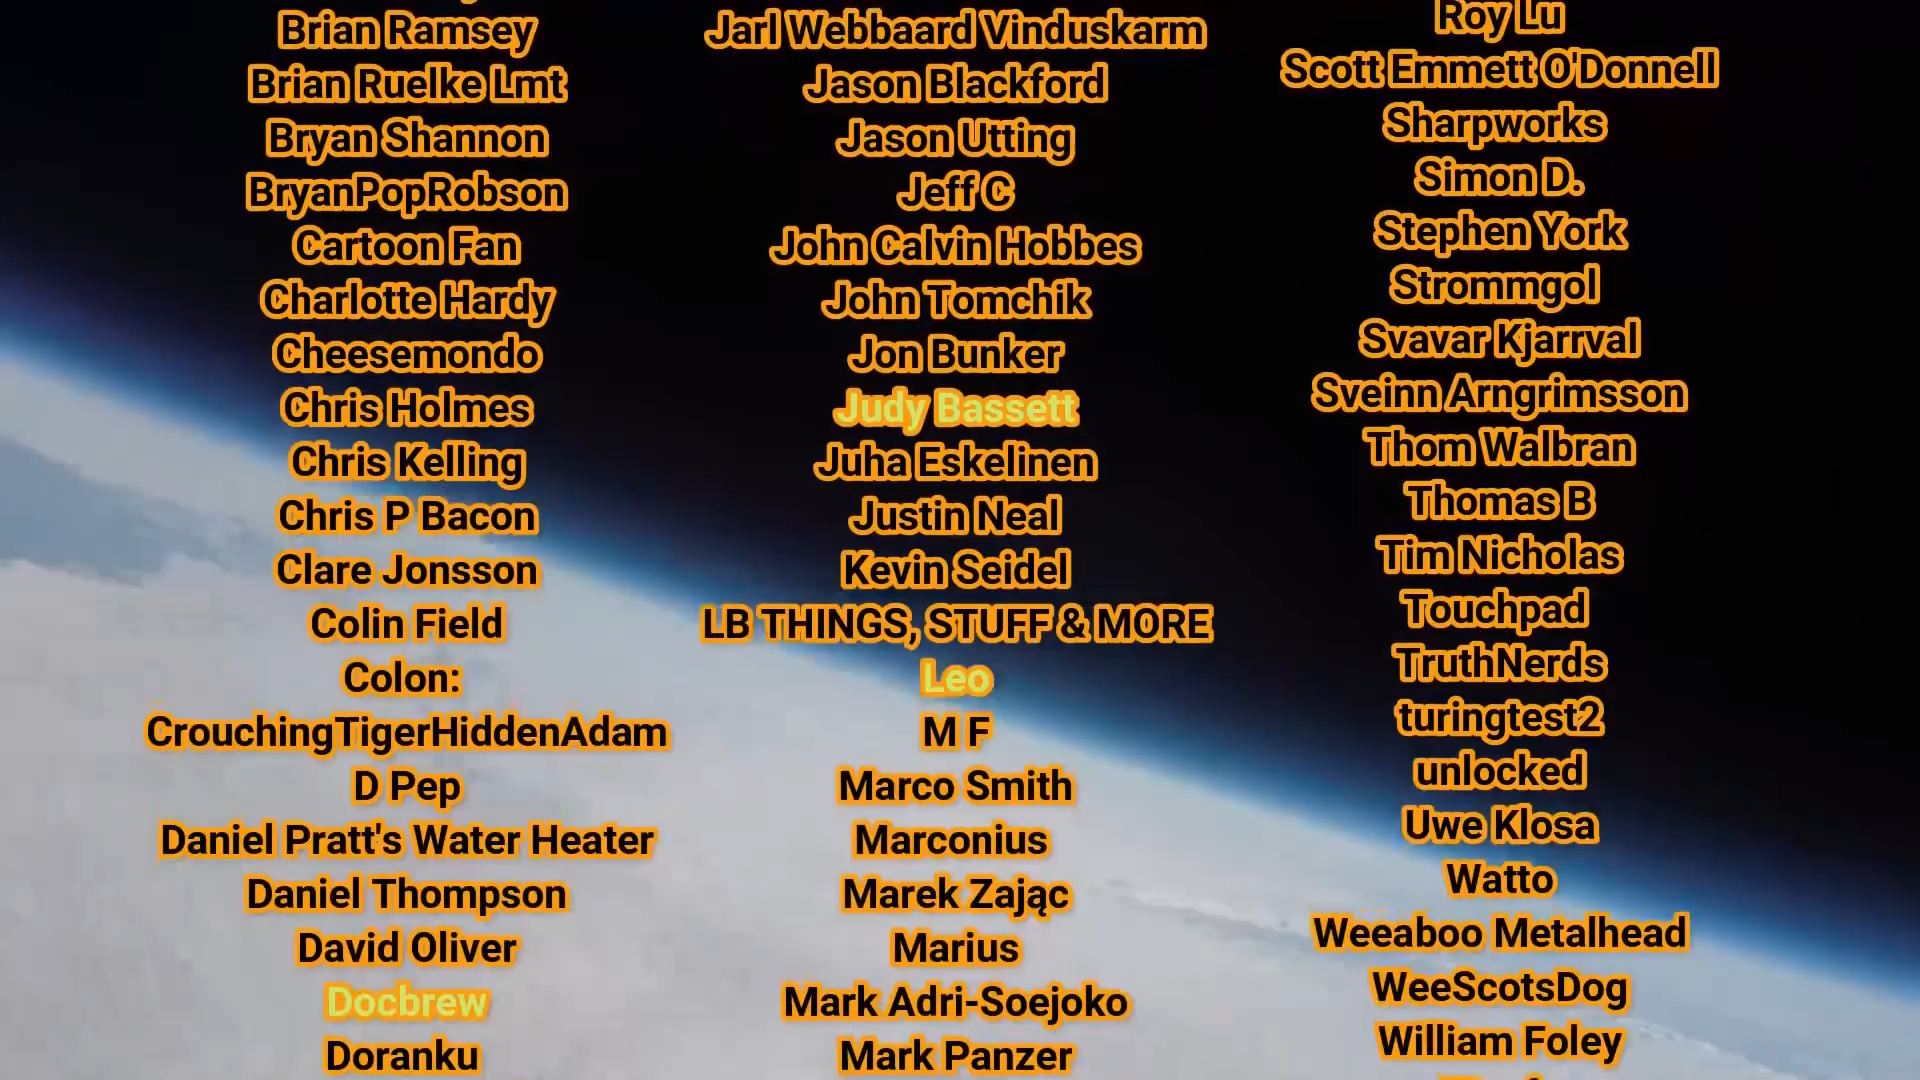 Brian Ramsey
Brian Ruelke Lmt
Bryan Shannon
BryanPopRobson
Cartoon Fan
Charlotte Hardy
Cheesemondo
Chris Holmes
Chris Kelling
Chris P Bacon
Clare Jonsson
Colin Field
Colon:
CrouchingTigerHiddenAdam
D Pep
Daniel Pratt's Water Heater
Daniel Thompson
David Oliver
Docbrew
Doranku
Jarl Webbaard Vinduskarm
Jason Blackford
Jason Utting
Jeff C
John Calvin Hobbes
John Tomchik
Jon Bunker
Judy Bassett
Juha Eskelinen
Justin Neal
Kevin Seidel
LB THINGS, STUFF & MORE
Leo
M F
Marco Smith
Marconius
Marek Zając
Marius
Mark Adri-Soejoko
Mark Panzer
Roy Lu
Scott Emmett O'Donnell
Sharpworks
Simon D.
Stephen York
Strommgol
Svavar Kjarrval
Sveinn Arngrimsson
Thom Walbran
Thomas B
Tim Nicholas
Touchpad
TruthNerds
turingtest2
unlocked
Uwe Klosa
Watto
Weeaboo Metalhead
WeeScotsDog
William Foley